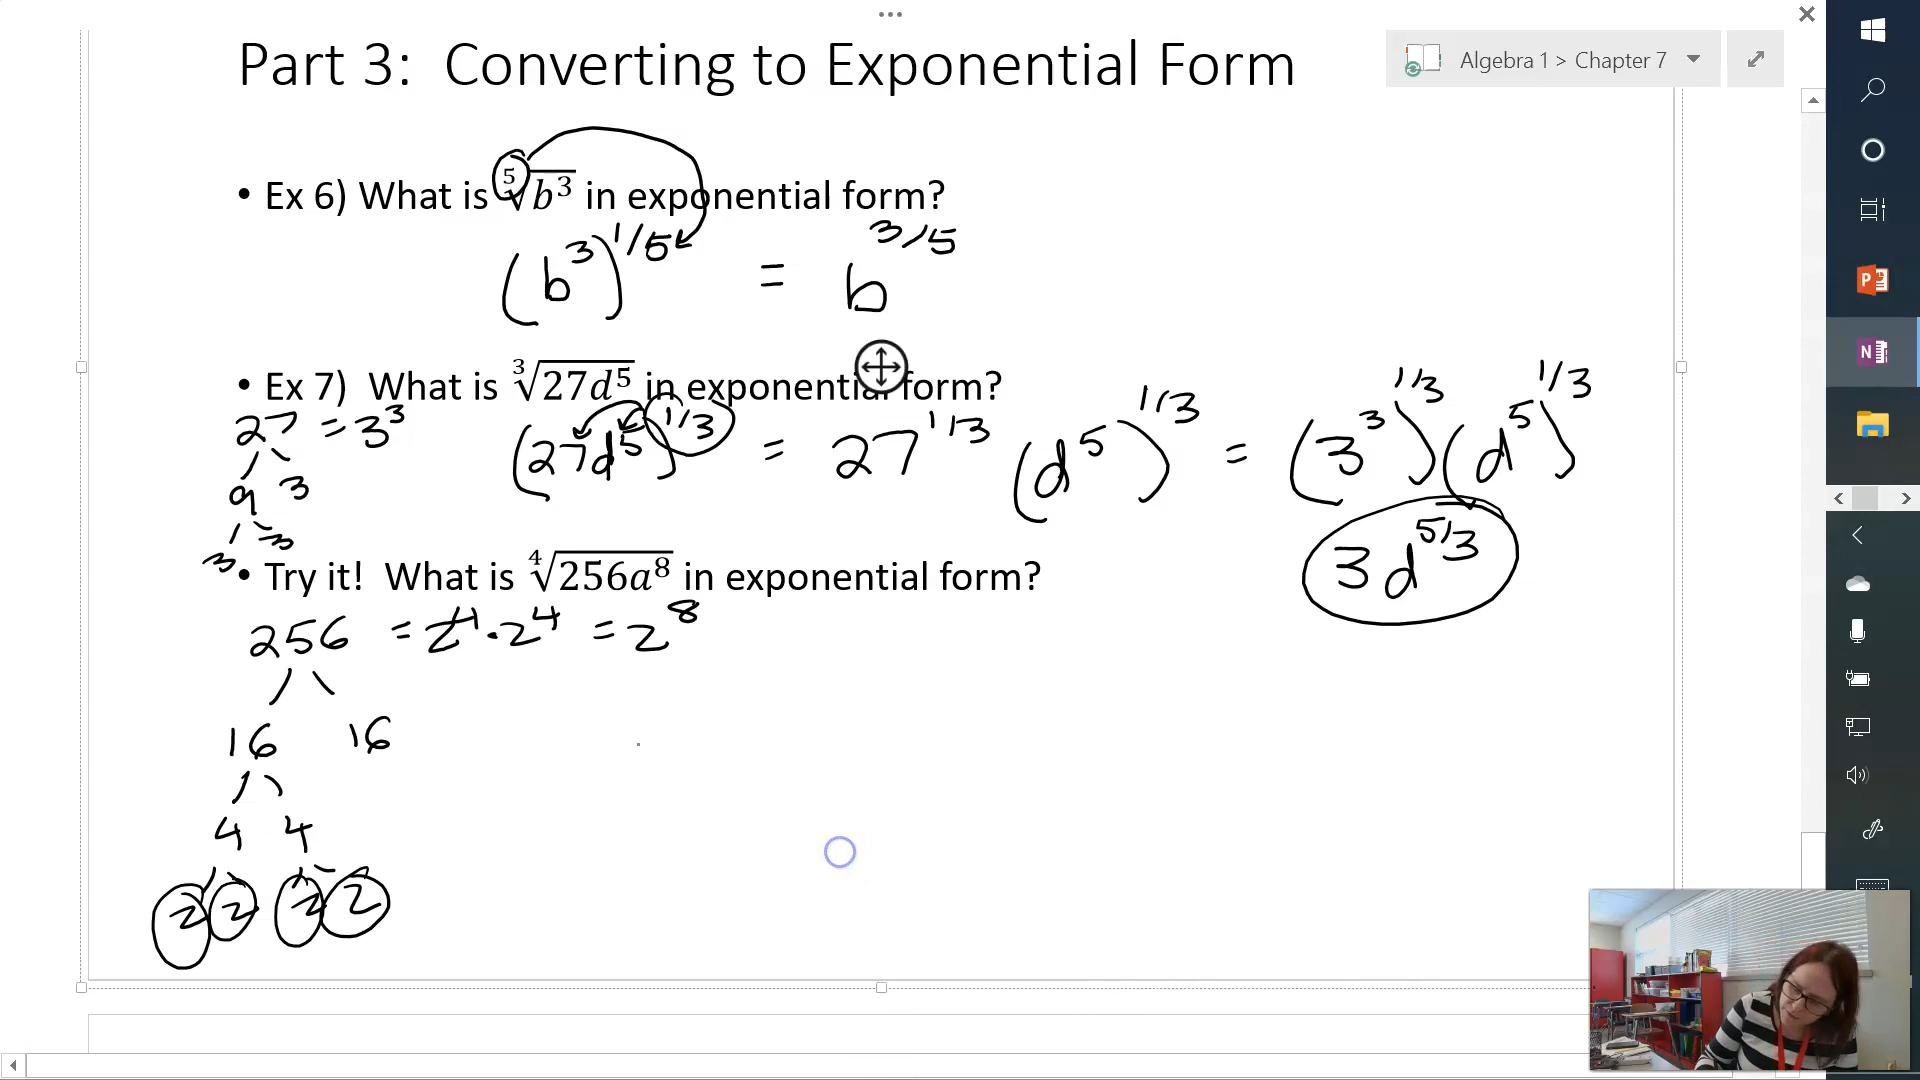 Part 3: Converting to Exponential Form
Algebra 1 > Chapter 7
• Ex 6) What is ⁵√b³ in exponential form?
(b³)^1/5 = b^3/5
• Ex 7) What is ³√27d⁵ in exponential form?
27 = 3³
9 3
3 3
(27d⁵)^1/3 = 27^1/3 (d⁵)^1/3 = (3³)^1/3 (d⁵)^1/3
3d^5/3
• Try it! What is ⁴√256a⁸ in exponential form?
256 = 2⁴·2⁴ = 2⁸
16 16
4 4
2 2 2 2